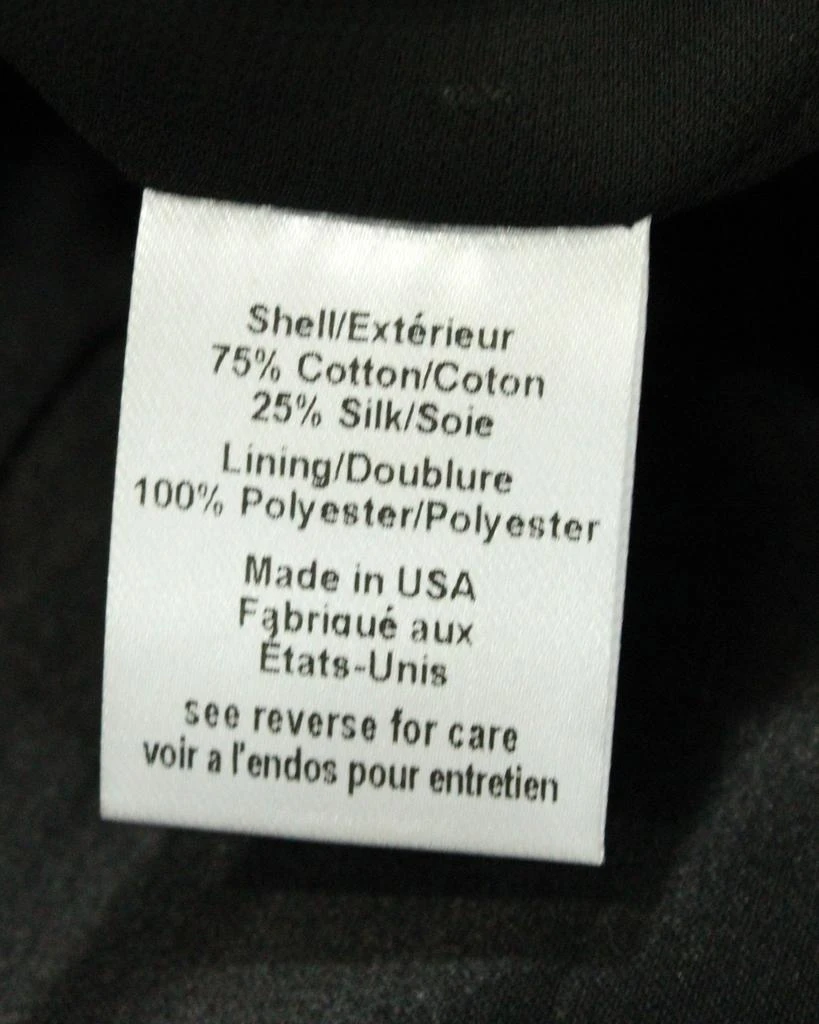 Shell/Extérieur
75% Cotton/Coton
25% Silk/Soie
Lining/Doublure
100% Polyester/Polyester
Made in USA
Fabriqué aux
États-Unis
see reverse for care
voir a l'endos pour entretien